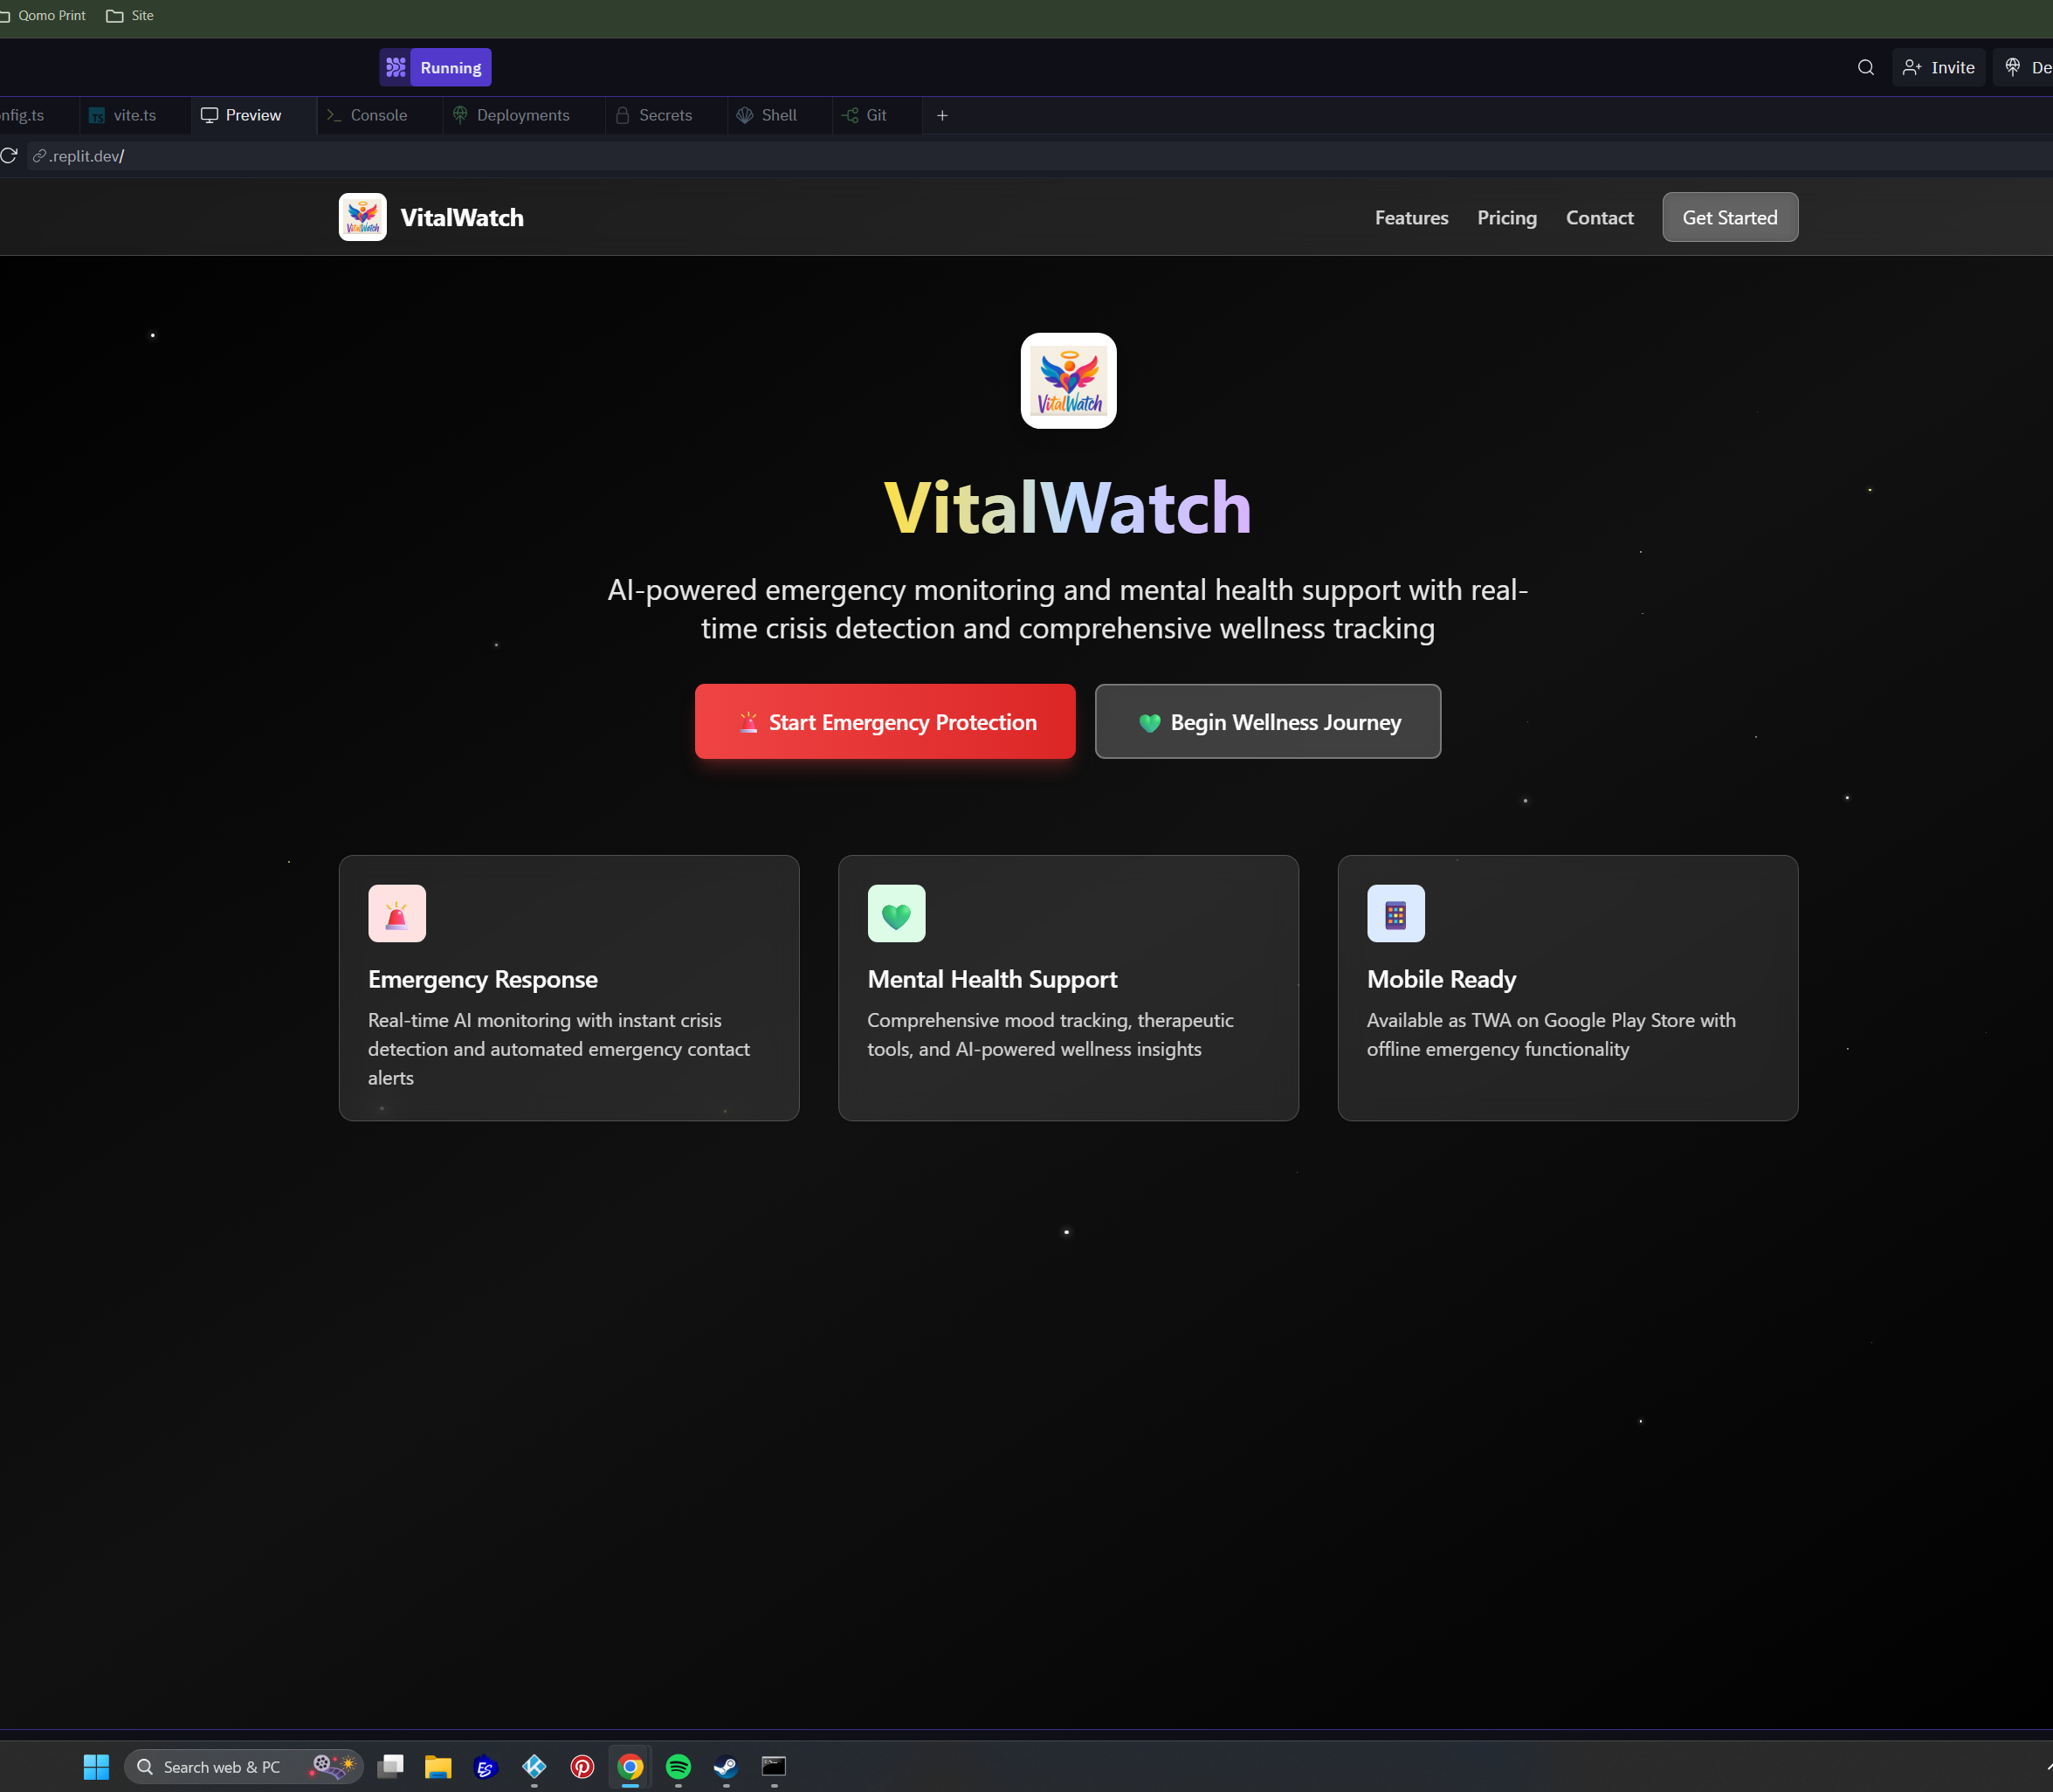 Qomo Print Site
Running
Invite De
nfig.ts vite.ts Preview Console Deployments Secrets Shell Git
.replit.dev/
VitalWatch
VitalWatch
Features Pricing Contact Get Started
VitalWatch
VitalWatch
AI-powered emergency monitoring and mental health support with real-
time crisis detection and comprehensive wellness tracking
Start Emergency Protection
Begin Wellness Journey
Emergency Response
Real-time AI monitoring with instant crisis
detection and automated emergency contact
alerts
Mental Health Support
Comprehensive mood tracking, therapeutic
tools, and AI-powered wellness insights
Mobile Ready
Available as TWA on Google Play Store with
offline emergency functionality
Search web & PC
ES